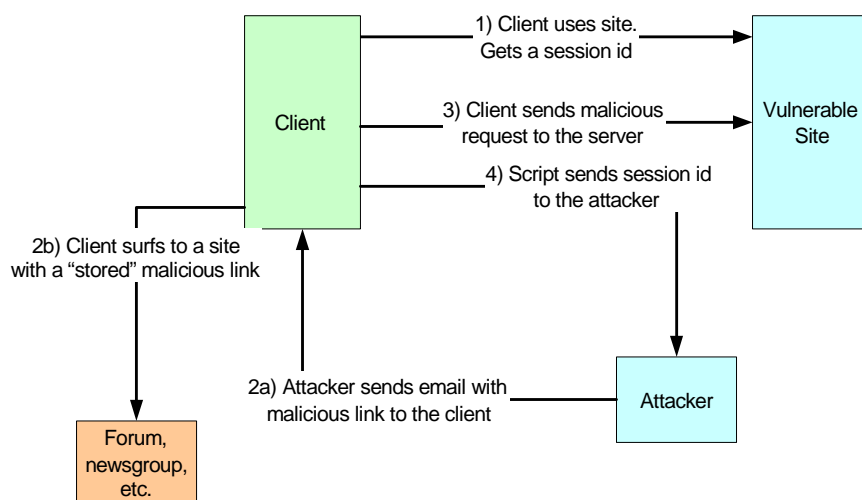 1) Client uses site.
Gets a session id
Client
3) Client sends malicious
request to the server
Vulnerable
Site
4) Script sends session id
to the attacker
2b) Client surfs to a site
with a “stored” malicious link
2a) Attacker sends email with
malicious link to the client
Attacker
Forum,
newsgroup,
etc.